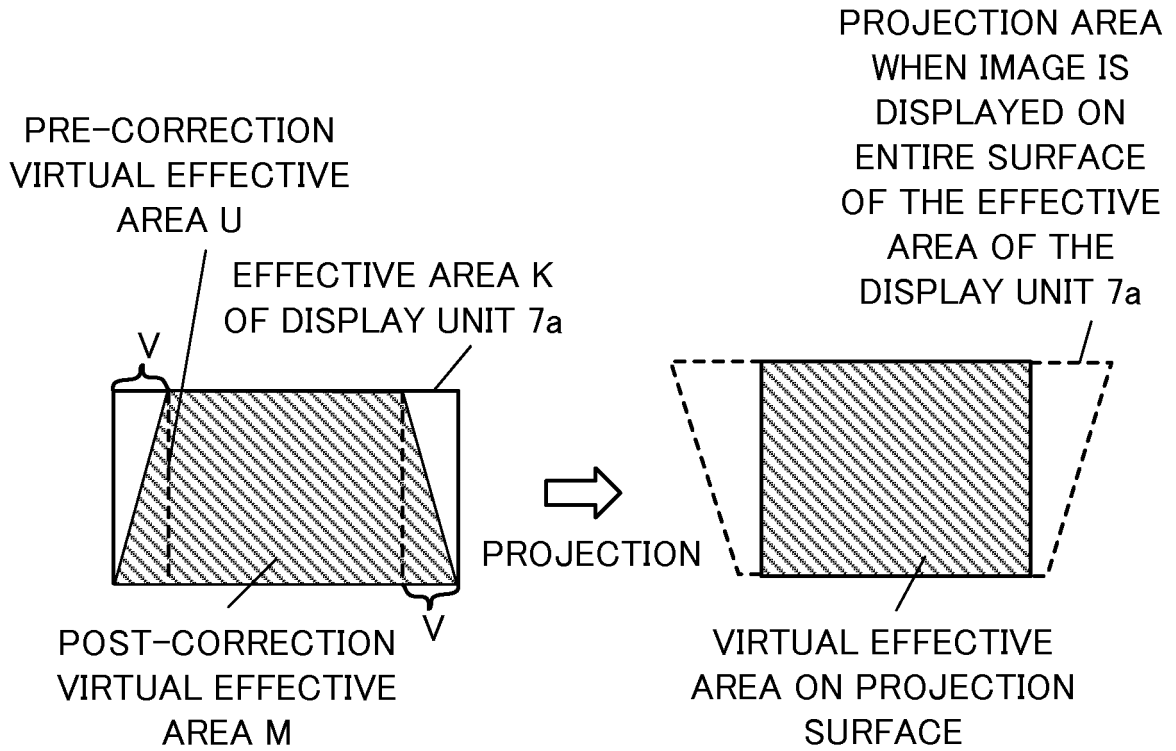 PROJECTION AREA
WHEN IMAGE IS
DISPLAYED ON
ENTIRE SURFACE
OF THE EFFECTIVE
AREA OF THE
DISPLAY UNIT 7a
PRE-CORRECTION
VIRTUAL EFFECTIVE
AREA U
EFFECTIVE AREA K
OF DISPLAY UNIT 7a
V
PROJECTION
V
POST-CORRECTION
VIRTUAL EFFECTIVE
AREA M
VIRTUAL EFFECTIVE
AREA ON PROJECTION
SURFACE